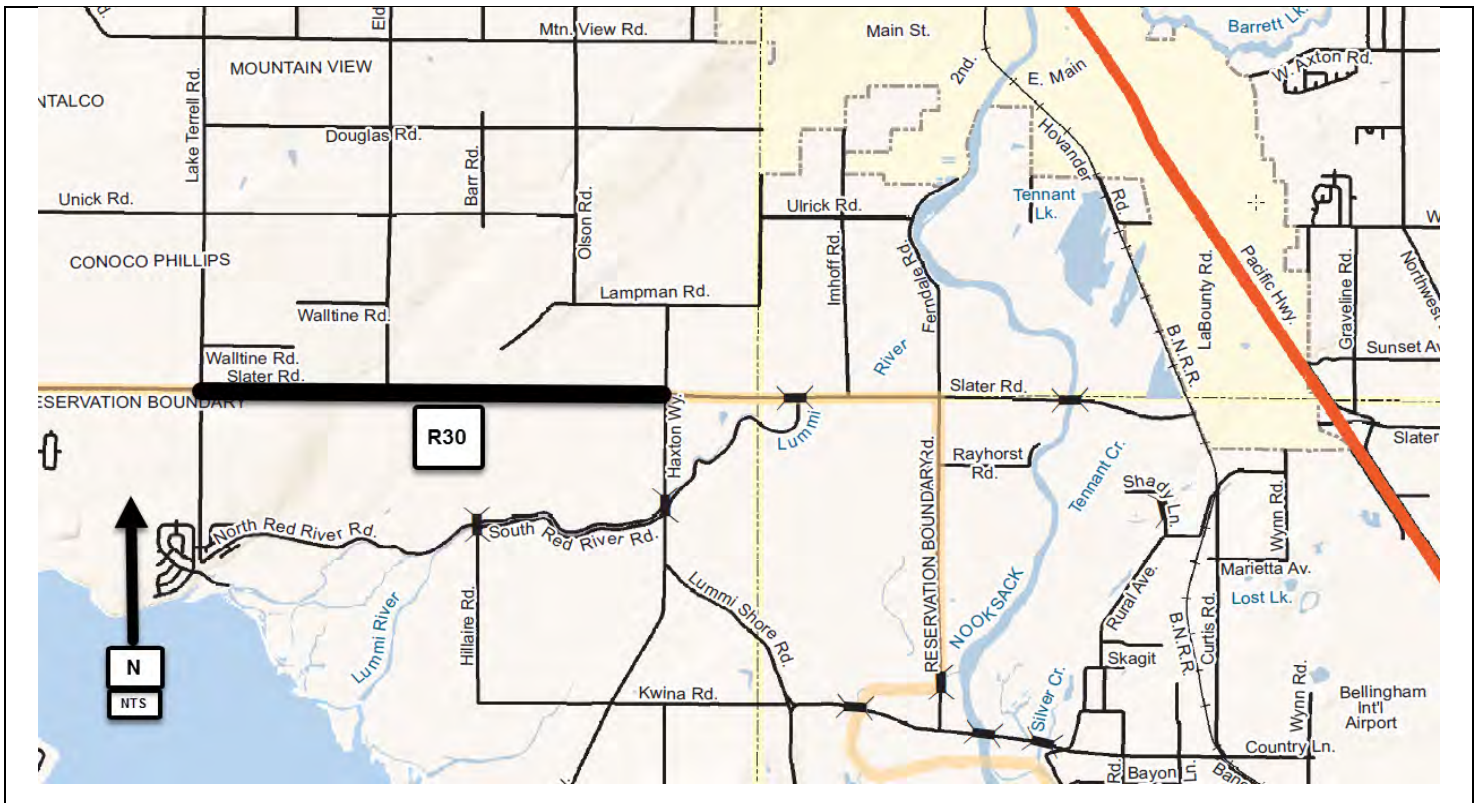 Rd.
Eld
Mtn. View Rd.
Main St.
2nd.
E. Main
Barrett Lk.
W. Axton Rd.
MOUNTAIN VIEW
NTALCO
Lake Terrell Rd.
Douglas Rd.
Barr Rd.
Olson Rd.
Hovander
Rd.
Tennant
Lk.
Unick Rd.
Ulrick Rd.
Imhoff Rd.
Ferndale Rd.
W
CONOCO PHILLIPS
Lampman Rd.
LaBounty Rd.
Pacific Hwy.
Graveline Rd.
Northwest
Walltine Rd.
River
B.N.R.R.
Sunset Av
Walltine Rd.
Slater Rd.
Slater Rd.
ESERVATION BOUNDARY
R30
Haxton Wy.
Lummi
RESERVATION BOUNDARY
Rd.
Rayhorst
Rd.
Tennant Cr.
Slater
Shady
Ln.
Wynn Rd.
North Red River Rd.
South Red River Rd.
Marietta Av.
Lost Lk.
Lummi Shore Rd.
NOOKSACK
Rural Ave.
B.N.R.R.
Curtis Rd.
Hillaire Rd.
Lummi River
N
NTS
Skagit
Kwina Rd.
Silver Cr.
Wynn Rd.
Bellingham
Int'l
Airport
Country Ln.
Rd.
Bayon
Ln.
Banc